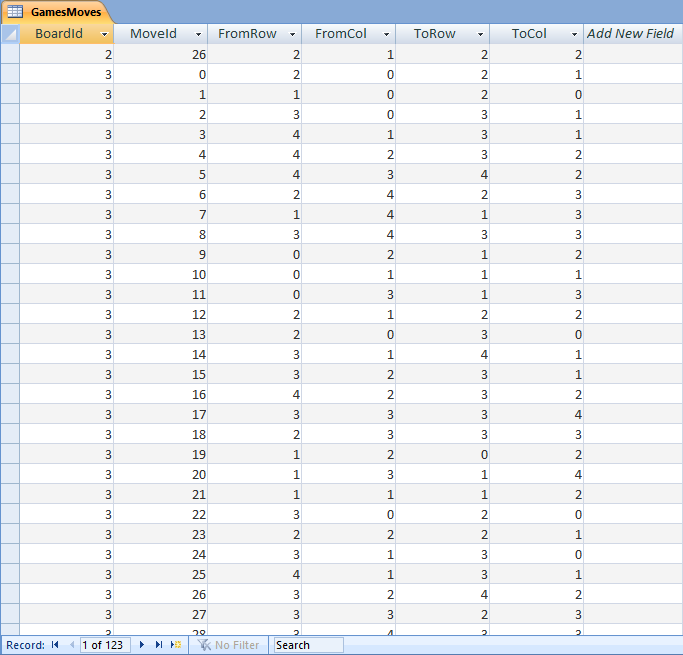 GamesMoves
BoardId MoveId FromRow FromCol ToRow ToCol Add New Field
2 26 2 1 2 2
3 0 2 0 2 1
3 1 1 0 2 0
3 2 3 0 3 1
3 3 4 1 3 1
3 4 4 2 3 2
3 5 4 3 4 2
3 6 2 4 2 3
3 7 1 4 1 3
3 8 3 4 3 3
3 9 0 2 1 2
3 10 0 1 1 1
3 11 0 3 1 3
3 12 2 1 2 2
3 13 2 0 3 0
3 14 3 1 4 1
3 15 3 2 3 1
3 16 4 2 3 2
3 17 3 3 3 4
3 18 2 3 3 3
3 19 1 2 0 2
3 20 1 3 1 4
3 21 1 1 1 2
3 22 3 0 2 0
3 23 2 2 2 1
3 24 3 1 3 0
3 25 4 1 3 1
3 26 3 2 4 2
3 27 3 3 2 3
3 28 3 4 3 3
Record: 1 of 123 No Filter Search